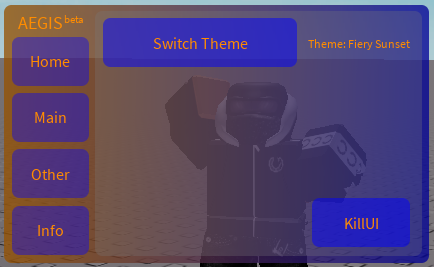 AEGIS beta
Home
Main
Other
Info
Switch Theme
Theme: Fiery Sunset
KillUI